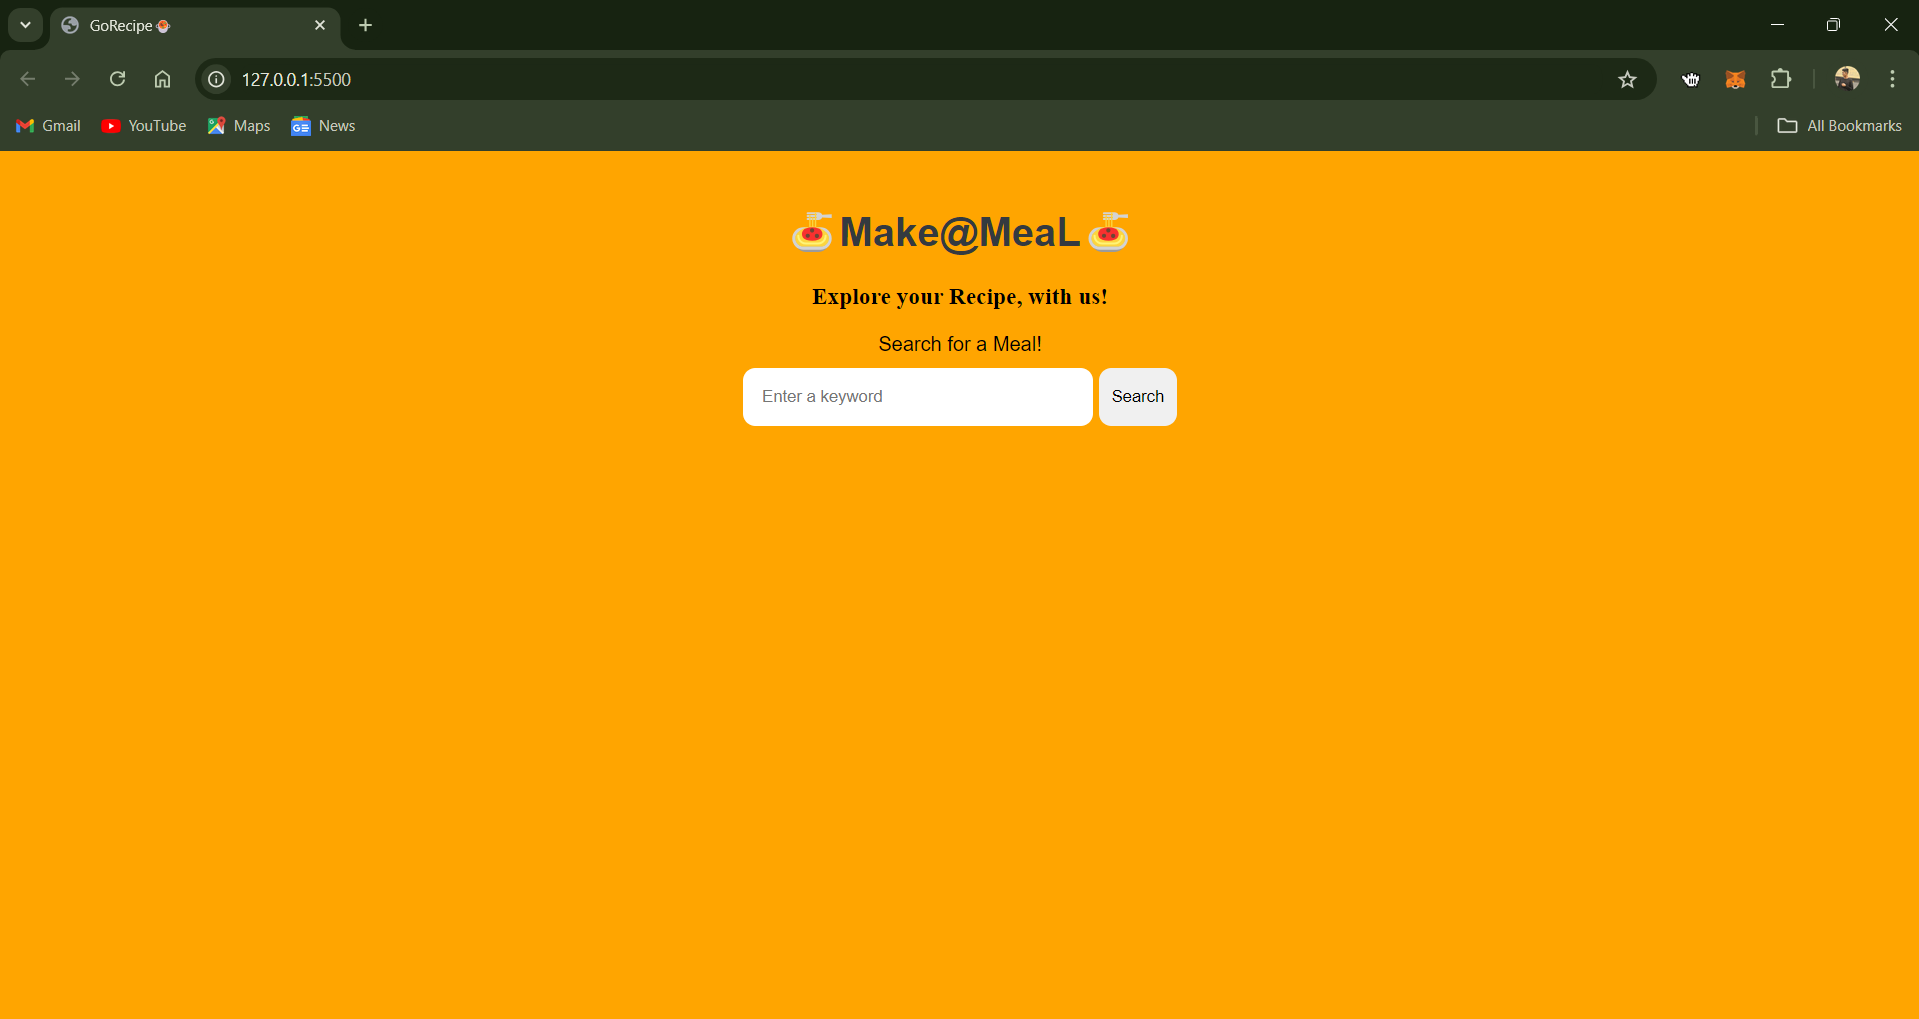 GoRecipe
127.0.0.1:5500
Gmail YouTube Maps News All Bookmarks
Make@MeaL
Explore your Recipe, with us!
Search for a Meal!
Enter a keyword Search